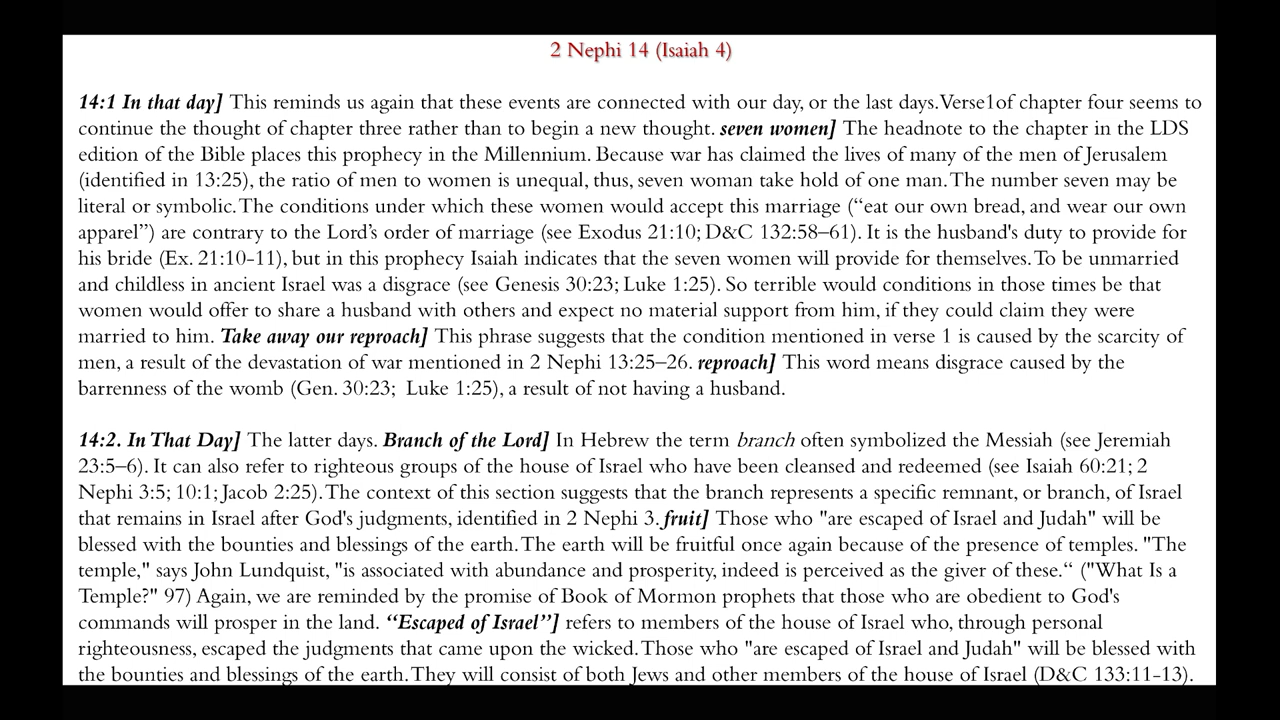 2 Nephi 14 (Isaiah 4)
14:1 In that day] This reminds us again that these events are connected with our day, or the last days.Verse1of chapter four seems to
continue the thought of chapter three rather than to begin a new thought. seven women] The headnote to the chapter in the LDS
edition of the Bible places this prophecy in the Millennium. Because war has claimed the lives of many of the men of Jerusalem
(identified in 13:25), the ratio of men to women is unequal, thus, seven woman take hold of one man. The number seven may be
literal or symbolic. The conditions under which these women would accept this marriage (“eat our own bread, and wear our own
apparel”) are contrary to the Lord’s order of marriage (see Exodus 21:10; D&C 132:58–61). It is the husband's duty to provide for
his bride (Ex. 21:10-11), but in this prophecy Isaiah indicates that the seven women will provide for themselves. To be unmarried
and childless in ancient Israel was a disgrace (see Genesis 30:23; Luke 1:25). So terrible would conditions in those times be that
women would offer to share a husband with others and expect no material support from him, if they could claim they were
married to him. Take away our reproach] This phrase suggests that the condition mentioned in verse 1 is caused by the scarcity of
men, a result of the devastation of war mentioned in 2 Nephi 13:25–26. reproach] This word means disgrace caused by the
barrenness of the womb (Gen. 30:23;  Luke 1:25), a result of not having a husband.
14:2. In That Day] The latter days. Branch of the Lord] In Hebrew the term branch often symbolized the Messiah (see Jeremiah
23:5–6). It can also refer to righteous groups of the house of Israel who have been cleansed and redeemed (see Isaiah 60:21; 2
Nephi 3:5; 10:1; Jacob 2:25). The context of this section suggests that the branch represents a specific remnant, or branch, of Israel
that remains in Israel after God's judgments, identified in 2 Nephi 3. fruit] Those who "are escaped of Israel and Judah" will be
blessed with the bounties and blessings of the earth. The earth will be fruitful once again because of the presence of temples. "The
temple," says John Lundquist, "is associated with abundance and prosperity, indeed is perceived as the giver of these.“ ("What Is a
Temple?" 97) Again, we are reminded by the promise of Book of Mormon prophets that those who are obedient to God's
commands will prosper in the land. “Escaped of Israel”] refers to members of the house of Israel who, through personal
righteousness, escaped the judgments that came upon the wicked. Those who "are escaped of Israel and Judah" will be blessed with
the bounties and blessings of the earth. They will consist of both Jews and other members of the house of Israel (D&C 133:11-13).